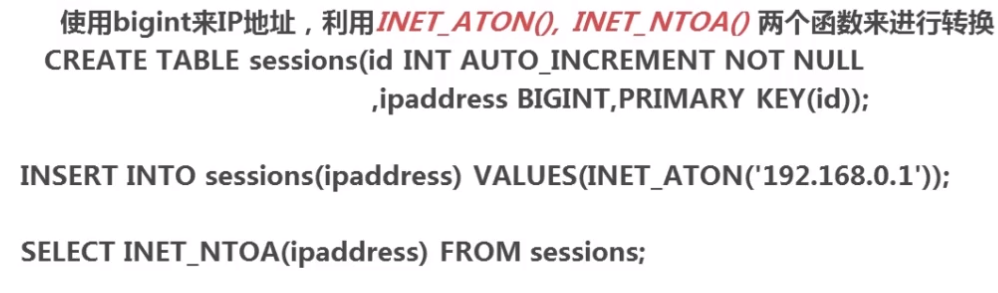 使用bigint来IP地址，利用INET_ATON(), INET_NTOA() 两个函数来进行转换
CREATE TABLE sessions(id INT AUTO_INCREMENT NOT NULL
,ipaddress BIGINT,PRIMARY KEY(id));
INSERT INTO sessions(ipaddress) VALUES(INET_ATON('192.168.0.1'));
SELECT INET_NTOA(ipaddress) FROM sessions;